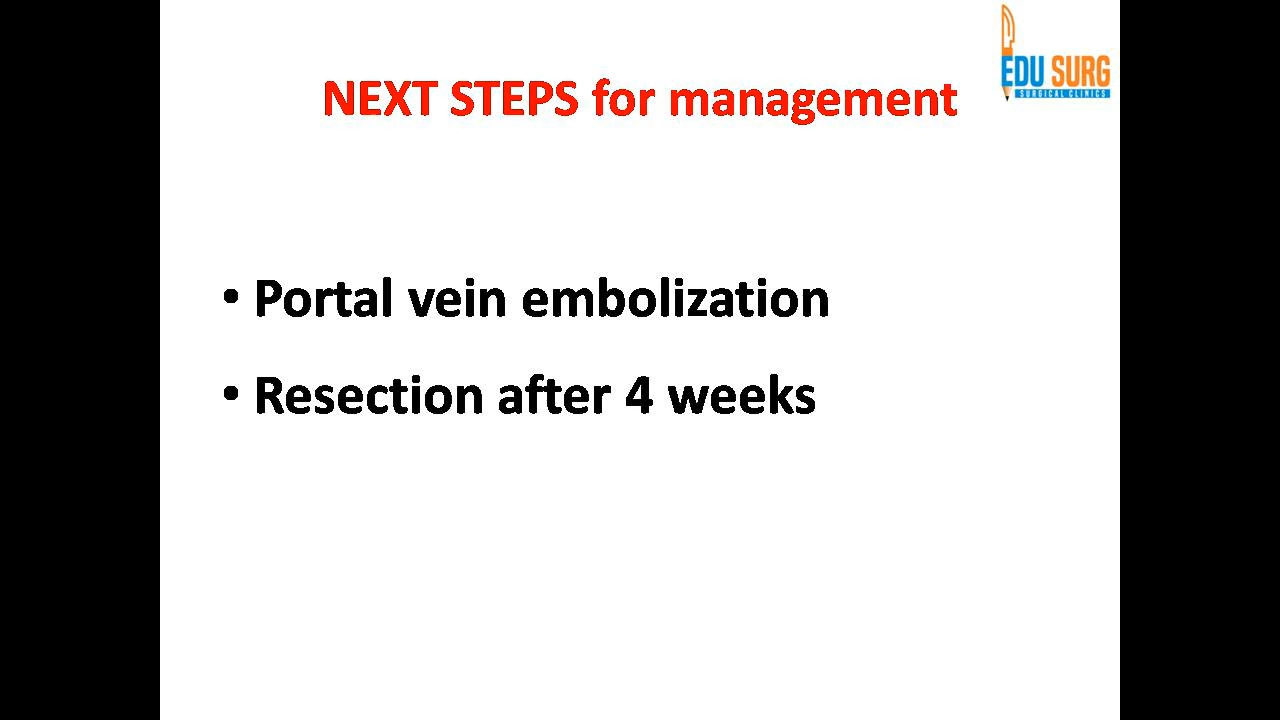 EDU SURG
SURGICAL CLINICS
NEXT STEPS for management
• Portal vein embolization
• Resection after 4 weeks